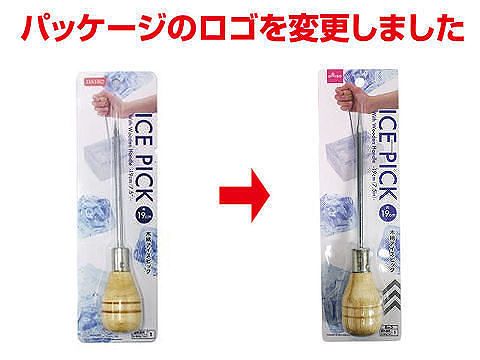 パッケージのロゴを変更しました
DAISO
ICE PICK
With Wooden Handle
19cm
木柄アイスピック
ICE PICK
With Wooden Handle
19cm
木柄アイスピック